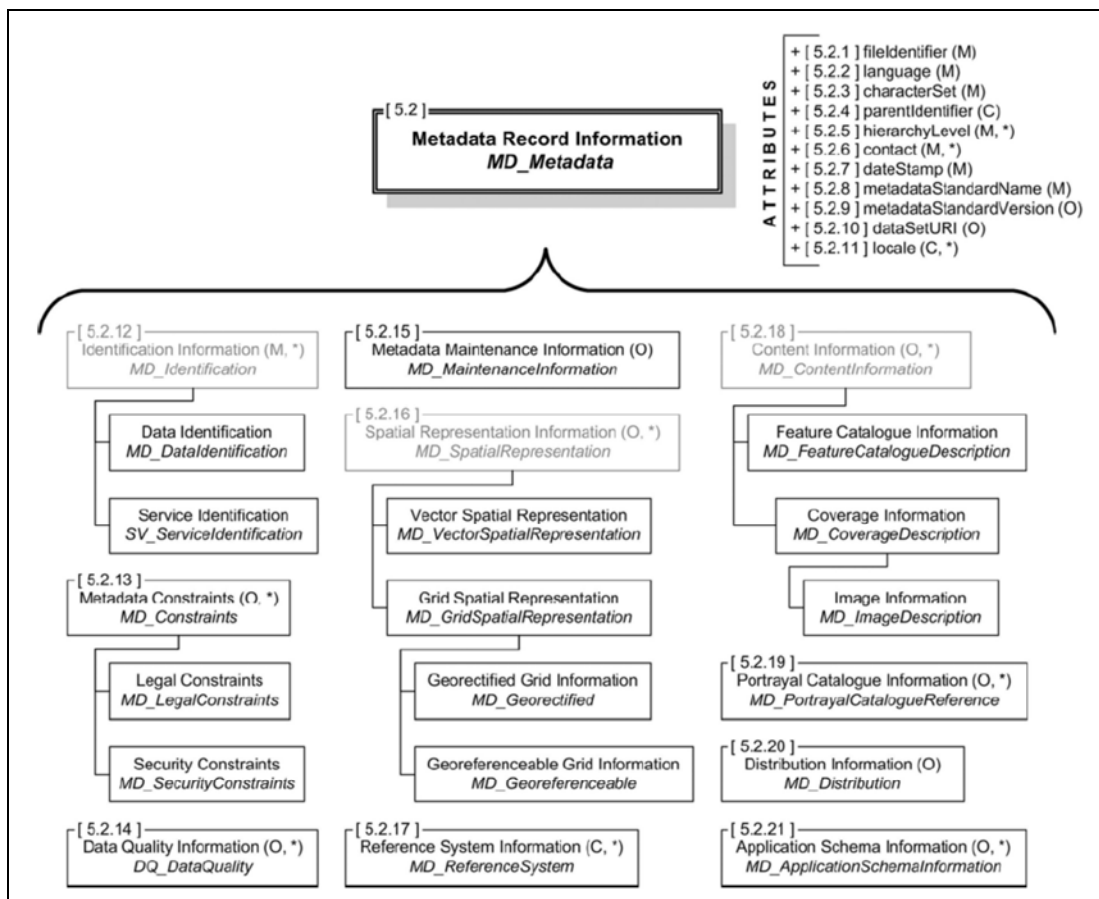 [ 5.2 ]
Metadata Record Information
MD_Metadata
ATTRIBUTES
+ [ 5.2.1 ] fileIdentifier (M)
+ [ 5.2.2 ] language (M)
+ [ 5.2.3 ] characterSet (M)
+ [ 5.2.4 ] parentIdentifier (C)
+ [ 5.2.5 ] hierarchyLevel (M, *)
+ [ 5.2.6 ] contact (M, *)
+ [ 5.2.7 ] dateStamp (M)
+ [ 5.2.8 ] metadataStandardName (M)
+ [ 5.2.9 ] metadataStandardVersion (O)
+ [ 5.2.10 ] dataSetURI (O)
+ [ 5.2.11 ] locale (C, *)
[ 5.2.12 ]
Identification Information (M, *)
MD_Identification
Data Identification
MD_DataIdentification
Service Identification
SV_ServiceIdentification
[ 5.2.13 ]
Metadata Constraints (O, *)
MD_Constraints
Legal Constraints
MD_LegalConstraints
Security Constraints
MD_SecurityConstraints
[ 5.2.14 ]
Data Quality Information (O, *)
DQ_DataQuality
[ 5.2.15 ]
Metadata Maintenance Information (O)
MD_MaintenanceInformation
[ 5.2.16 ]
Spatial Representation Information (O, *)
MD_SpatialRepresentation
Vector Spatial Representation
MD_VectorSpatialRepresentation
Grid Spatial Representation
MD_GridSpatialRepresentation
Georectified Grid Information
MD_Georectified
Georeferenceable Grid Information
MD_Georeferenceable
[ 5.2.17 ]
Reference System Information (C, *)
MD_ReferenceSystem
[ 5.2.18 ]
Content Information (O, *)
MD_ContentInformation
Feature Catalogue Information
MD_FeatureCatalogueDescription
Coverage Information
MD_CoverageDescription
Image Information
MD_ImageDescription
[ 5.2.19 ]
Portrayal Catalogue Information (O, *)
MD_PortrayalCatalogueReference
[ 5.2.20 ]
Distribution Information (O)
MD_Distribution
[ 5.2.21 ]
Application Schema Information (O, *)
MD_ApplicationSchemaInformation